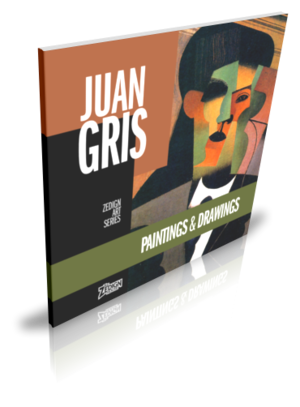 JUAN
GRIS
ZEDIGN
ART
SERIES
PAINTINGS & DRAWINGS
ZEDIGN